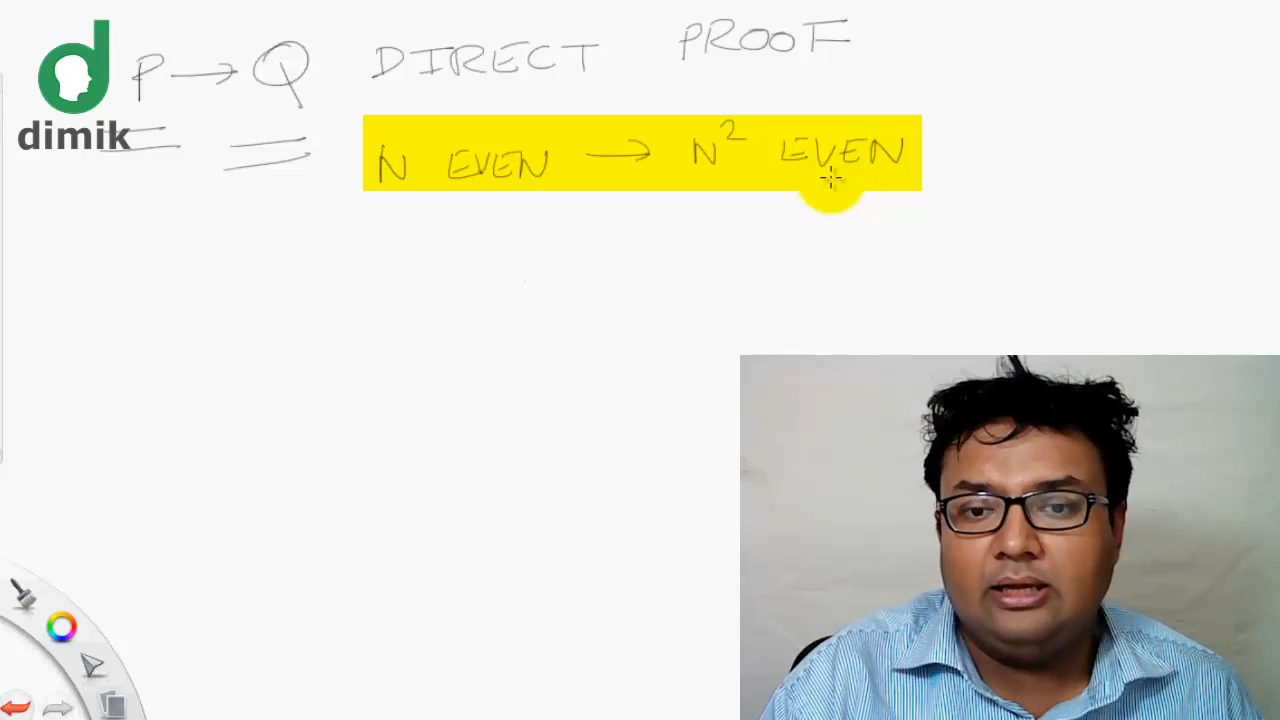 dimik
P → Q DIRECT PROOF
N EVEN → N² EVEN